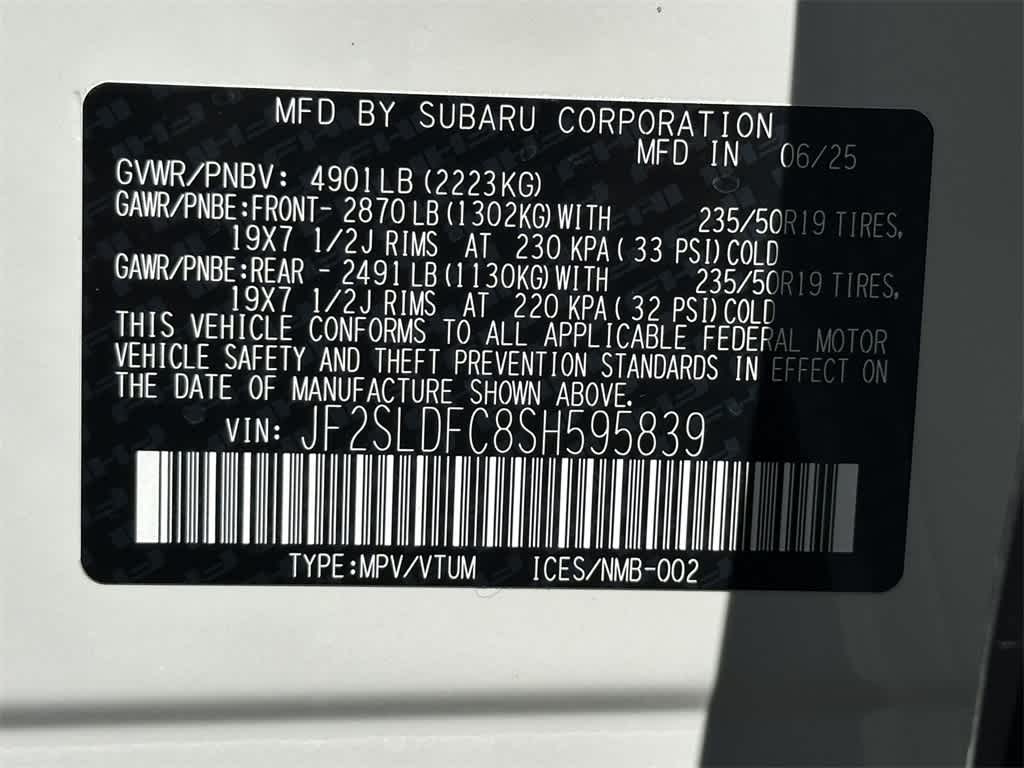 MFD BY SUBARU CORPORATION
MFD IN 06/25
GVWR/PNBV: 4901LB (2223KG)
GAWR/PNBE:FRONT- 2870LB(1302KG)WITH 235/50R19 TIRES,
19X7 1/2J RIMS AT 230 KPA( 33 PSI)COLD
GAWR/PNBE:REAR - 2491LB(1130KG)WITH 235/50R19 TIRES,
19X7 1/2J RIMS AT 220 KPA( 32 PSI)COLD
THIS VEHICLE CONFORMS TO ALL APPLICABLE FEDERAL MOTOR
VEHICLE SAFETY AND THEFT PREVENTION STANDARDS IN EFFECT ON
THE DATE OF MANUFACTURE SHOWN ABOVE.
VIN: JF2SLDFC8SH595839
TYPE:MPV/VTUM ICES/NMB-002